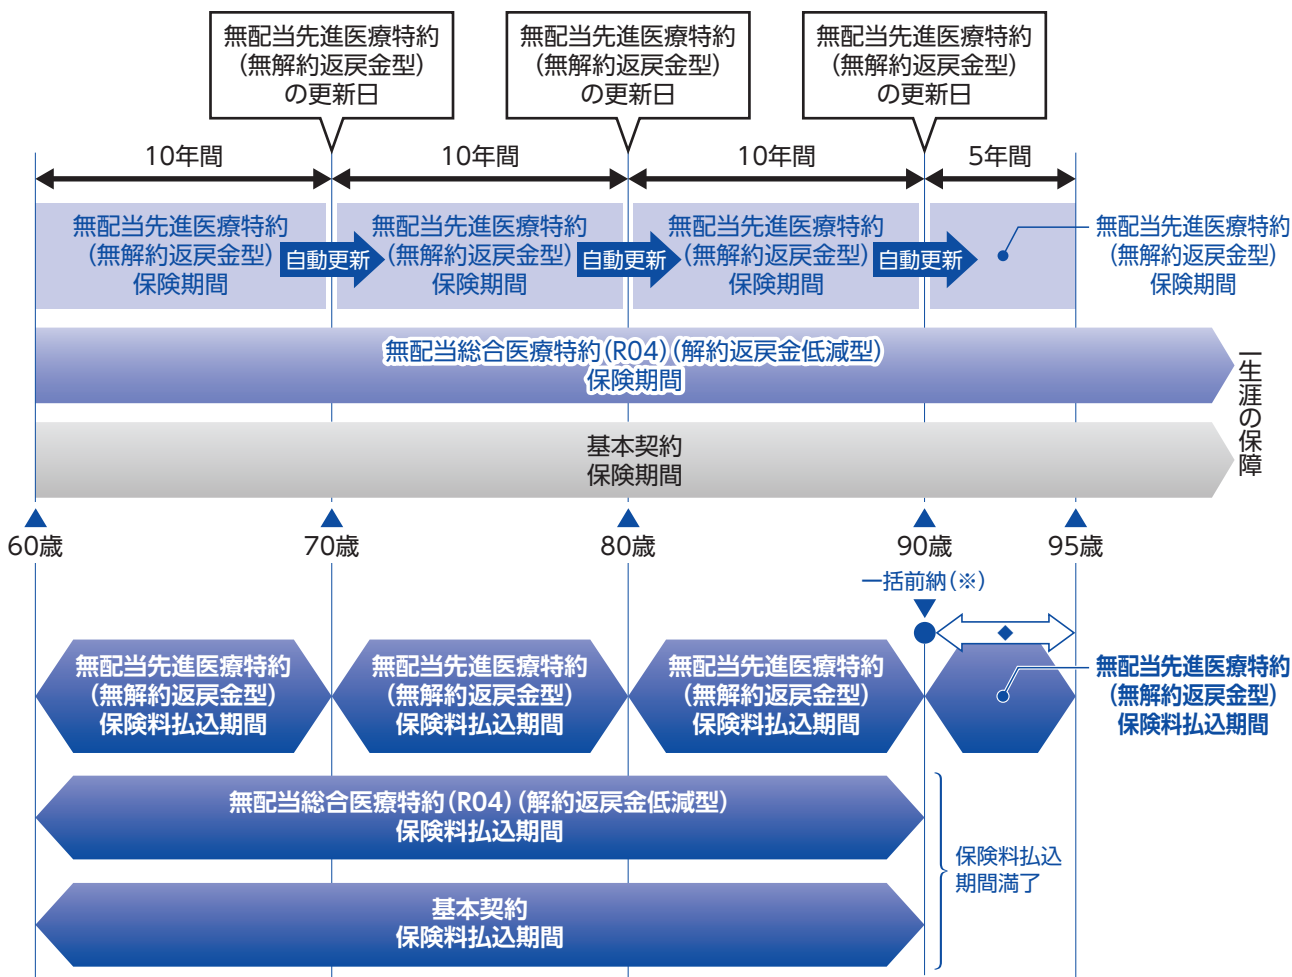 無配当先進医療特約
(無解約返戻金型)
の更新日
無配当先進医療特約
(無解約返戻金型)
の更新日
無配当先進医療特約
(無解約返戻金型)
の更新日
10年間
10年間
10年間
5年間
無配当先進医療特約
(無解約返戻金型)
保険期間
自動更新
無配当先進医療特約
(無解約返戻金型)
保険期間
自動更新
無配当先進医療特約
(無解約返戻金型)
保険期間
自動更新
無配当先進医療特約
(無解約返戻金型)
保険期間
無配当総合医療特約(R04)(解約返戻金低減型)
保険期間
基本契約
保険期間
一生涯の保障
60歳
70歳
80歳
90歳
95歳
一括前納(※)
無配当先進医療特約
(無解約返戻金型)
保険料払込期間
無配当先進医療特約
(無解約返戻金型)
保険料払込期間
無配当先進医療特約
(無解約返戻金型)
保険料払込期間
無配当先進医療特約
(無解約返戻金型)
保険料払込期間
無配当総合医療特約(R04)(解約返戻金低減型)
保険料払込期間
基本契約
保険料払込期間
保険料払込
期間満了